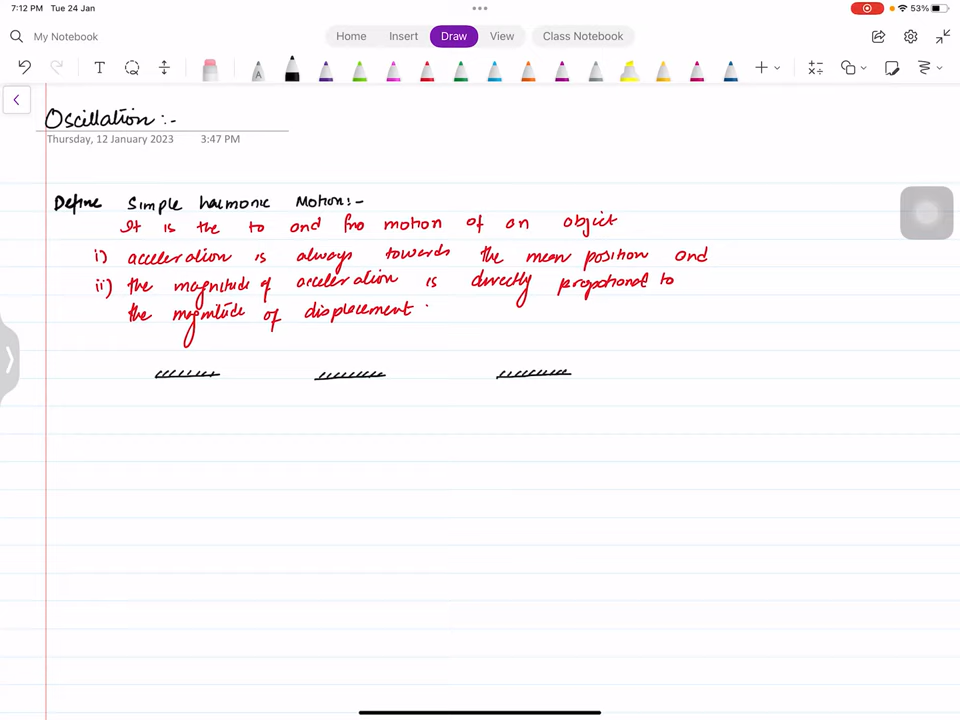 7:12 PM Tue 24 Jan
53%
My Notebook
Home Insert Draw View Class Notebook
Oscillation :-
Thursday, 12 January 2023 3:47 PM
Define Simple harmonic Motion:-
It is the to and fro motion of an object
i) acceleration is always towards the mean position and
ii) the magnitude of acceleration is directly propotional to
the magnitude of displacement.